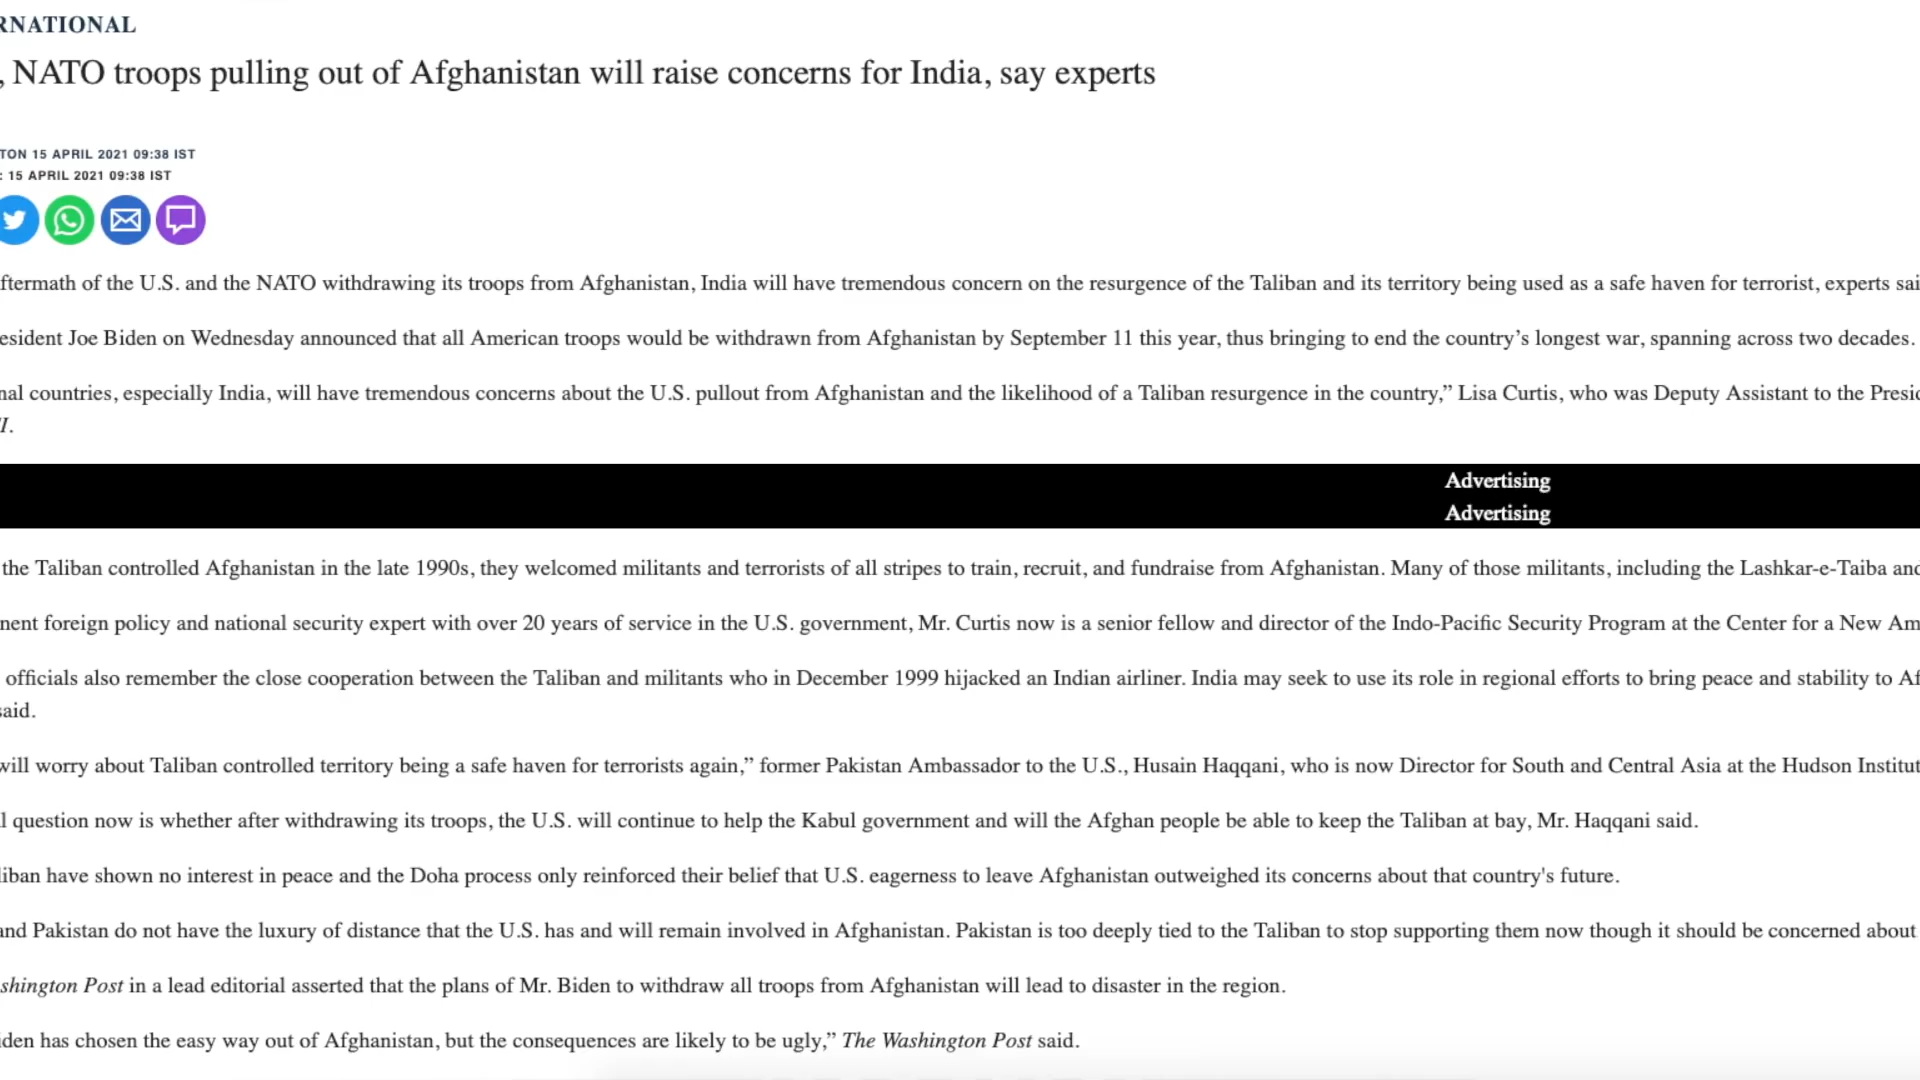 RNATIONAL
, NATO troops pulling out of Afghanistan will raise concerns for India, say experts
TON 15 APRIL 2021 09:38 IST
: 15 APRIL 2021 09:38 IST
ftermath of the U.S. and the NATO withdrawing its troops from Afghanistan, India will have tremendous concern on the resurgence of the Taliban and its territory being used as a safe haven for terrorist, experts sai
esident Joe Biden on Wednesday announced that all American troops would be withdrawn from Afghanistan by September 11 this year, thus bringing to end the country’s longest war, spanning across two decades.
nal countries, especially India, will have tremendous concerns about the U.S. pullout from Afghanistan and the likelihood of a Taliban resurgence in the country,” Lisa Curtis, who was Deputy Assistant to the Presid
I.
Advertising
Advertising
the Taliban controlled Afghanistan in the late 1990s, they welcomed militants and terrorists of all stripes to train, recruit, and fundraise from Afghanistan. Many of those militants, including the Lashkar-e-Taiba and
nent foreign policy and national security expert with over 20 years of service in the U.S. government, Mr. Curtis now is a senior fellow and director of the Indo-Pacific Security Program at the Center for a New Am
officials also remember the close cooperation between the Taliban and militants who in December 1999 hijacked an Indian airliner. India may seek to use its role in regional efforts to bring peace and stability to Af
said.
will worry about Taliban controlled territory being a safe haven for terrorists again,” former Pakistan Ambassador to the U.S., Husain Haqqani, who is now Director for South and Central Asia at the Hudson Institut
l question now is whether after withdrawing its troops, the U.S. will continue to help the Kabul government and will the Afghan people be able to keep the Taliban at bay, Mr. Haqqani said.
iban have shown no interest in peace and the Doha process only reinforced their belief that U.S. eagerness to leave Afghanistan outweighed its concerns about that country's future.
and Pakistan do not have the luxury of distance that the U.S. has and will remain involved in Afghanistan. Pakistan is too deeply tied to the Taliban to stop supporting them now though it should be concerned about
shington Post in a lead editorial asserted that the plans of Mr. Biden to withdraw all troops from Afghanistan will lead to disaster in the region.
iden has chosen the easy way out of Afghanistan, but the consequences are likely to be ugly,” The Washington Post said.